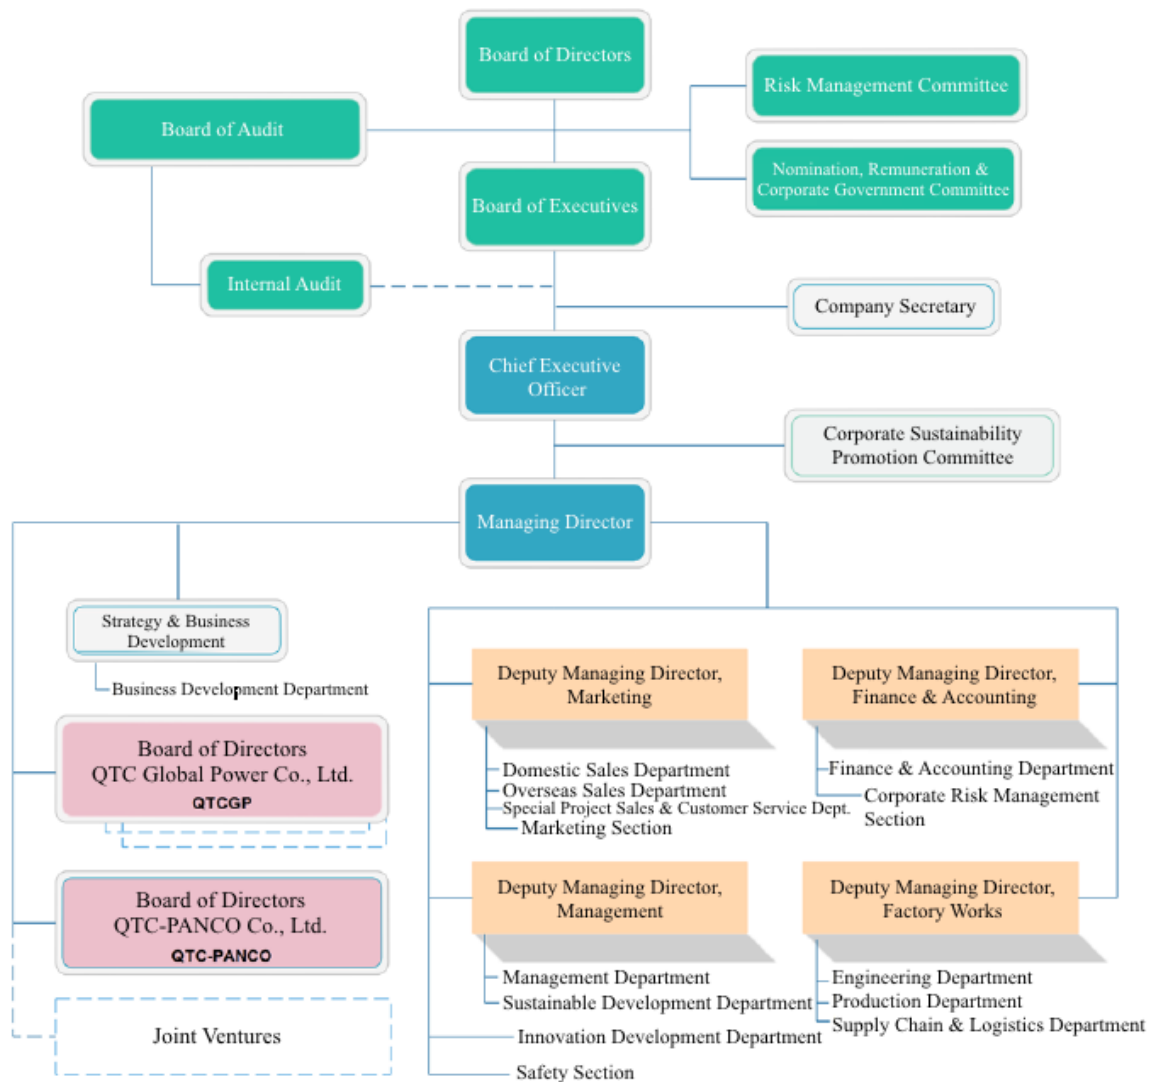 Board of Directors
Risk Management Committee
Board of Audit
Nomination, Remuneration &
Corporate Government Committee
Board of Executives
Internal Audit
Company Secretary
Chief Executive
Officer
Corporate Sustainability
Promotion Committee
Managing Director
Strategy & Business
Development
Business Development Department
Board of Directors
QTC Global Power Co., Ltd.
QTCGP
Board of Directors
QTC-PANCO Co., Ltd.
QTC-PANCO
Joint Ventures
Deputy Managing Director,
Marketing
Domestic Sales Department
Overseas Sales Department
Special Project Sales & Customer Service Dept.
Marketing Section
Deputy Managing Director,
Finance & Accounting
Finance & Accounting Department
Corporate Risk Management
Section
Deputy Managing Director,
Management
Management Department
Sustainable Development Department
Deputy Managing Director,
Factory Works
Engineering Department
Production Department
Supply Chain & Logistics Department
Innovation Development Department
Safety Section